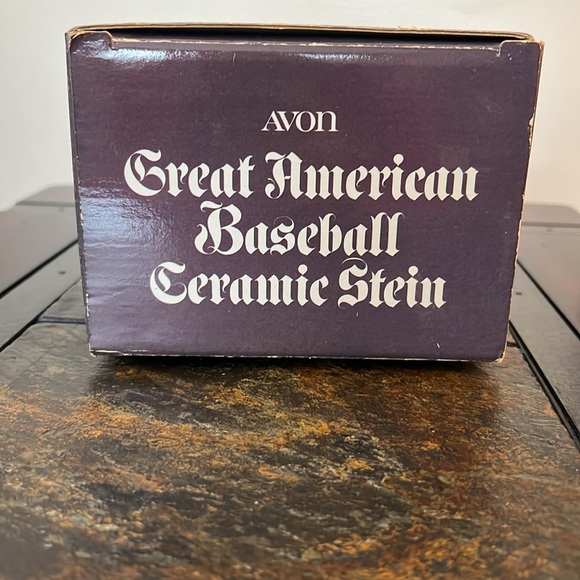 AVON
Great American
Baseball
Ceramic Stein